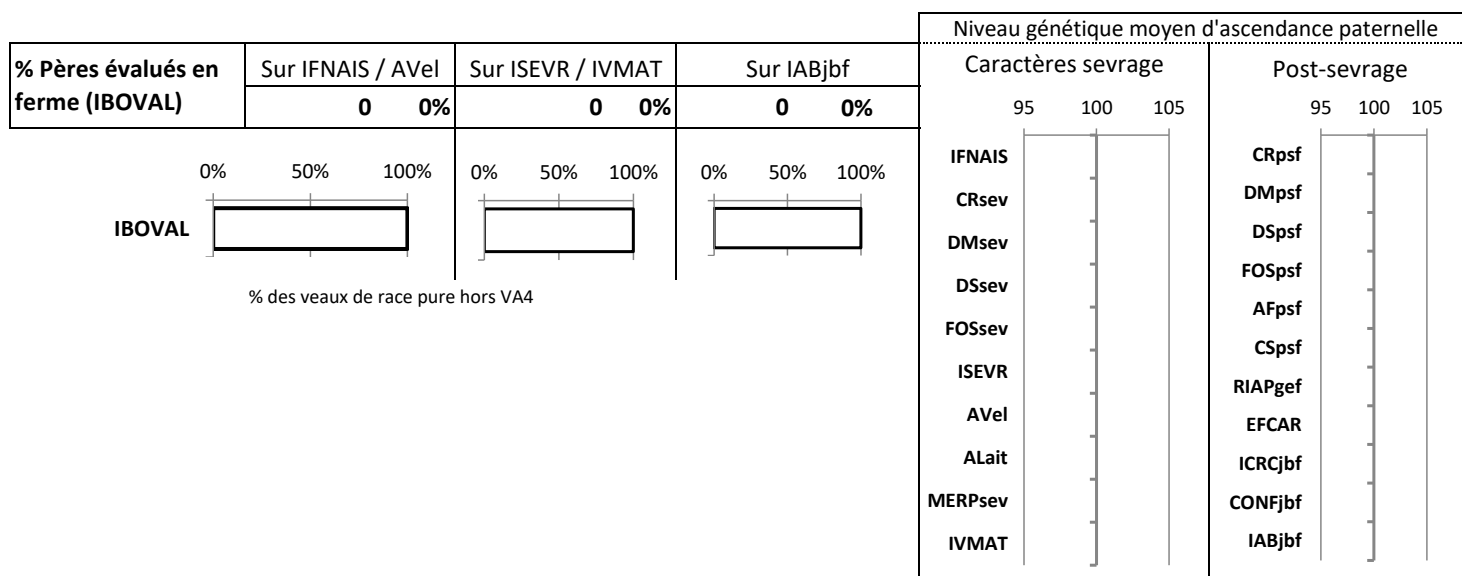 Niveau génétique moyen d'ascendance paternelle
% Pères évalués en ferme (IBOVAL)
Sur IFNAIS / AVel
Sur ISEVR / IVMAT
Sur IABjbf
0 0%
0 0%
0 0%
0% 50% 100%
0% 50% 100%
0% 50% 100%
IBOVAL
% des veaux de race pure hors VA4
Caractères sevrage
95 100 105
IFNAIS
CRsev
DMsev
DSsev
FOSsev
ISEVR
AVel
ALait
MERPsev
IVMAT
Post-sevrage
95 100 105
CRpsf
DMpsf
DSpsf
FOSpsf
AFpsf
CSpsf
RIAPgef
EFCAR
ICRCjbf
CONFjbf
IABjbf